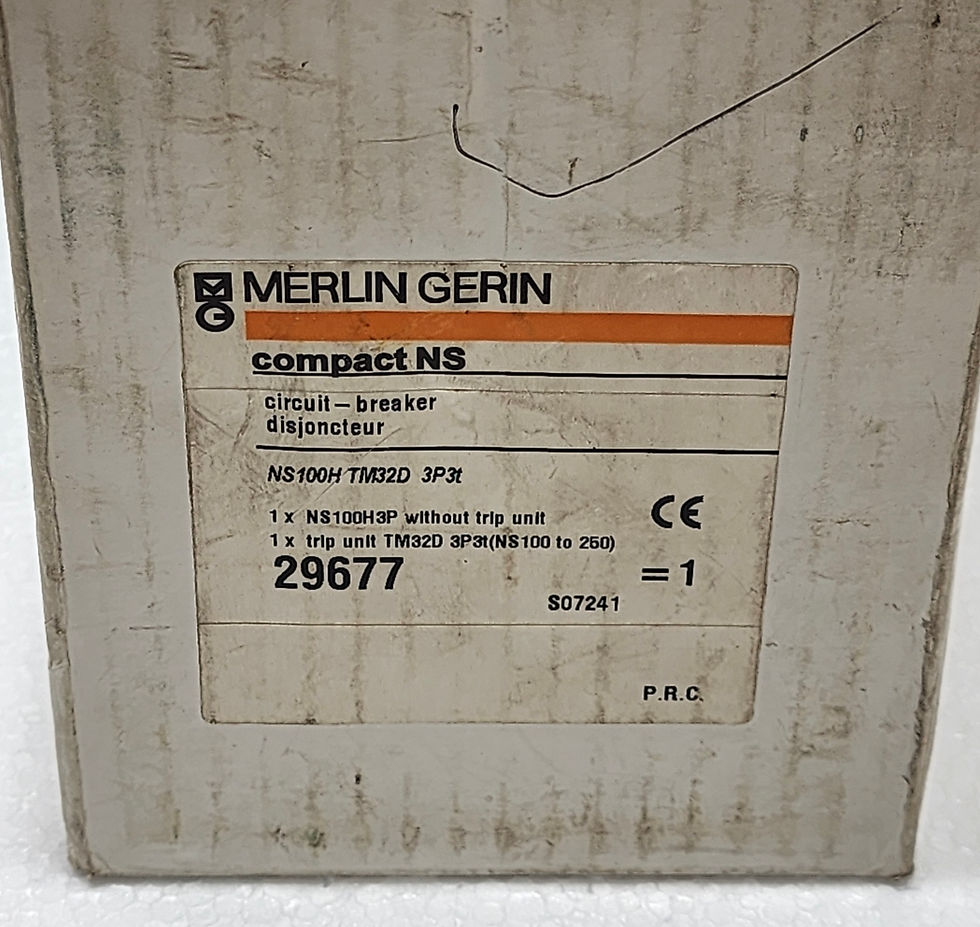 MG MERLIN GERIN
compact NS
circuit – breaker
disjoncteur
NS100H TM32D 3P3t
1 x NS100H3P without trip unit
1 x trip unit TM32D 3P3t(NS100 to 250)
CE
29677 = 1
S07241
P.R.C.